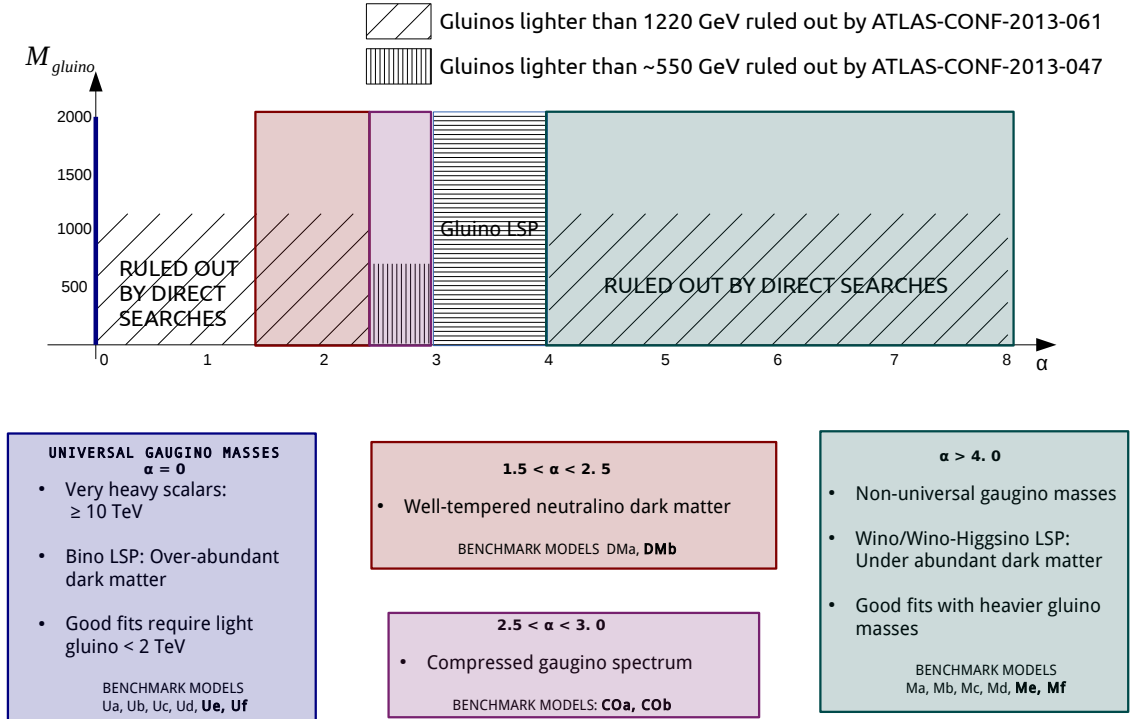 Gluinos lighter than 1220 GeV ruled out by ATLAS-CONF-2013-061
Gluinos lighter than ~550 GeV ruled out by ATLAS-CONF-2013-047
M gluino
2000
1500
1000
500
Gluino LSP
RULED OUT
BY DIRECT
SEARCHES
RULED OUT BY DIRECT SEARCHES
0 1 2 3 4 5 6 7 8
α
UNIVERSAL GAUGINO MASSES
α = 0
• Very heavy scalars:
≥ 10 TeV
• Bino LSP: Over-abundant
dark matter
• Good fits require light
gluino < 2 TeV
BENCHMARK MODELS
Ua, Ub, Uc, Ud, Ue, Uf
1.5 < α < 2. 5
• Well-tempered neutralino dark matter
BENCHMARK MODELS DMa, DMb
2.5 < α < 3. 0
• Compressed gaugino spectrum
BENCHMARK MODELS: COa, COb
α > 4. 0
• Non-universal gaugino masses
• Wino/Wino-Higgsino LSP:
Under abundant dark matter
• Good fits with heavier gluino
masses
BENCHMARK MODELS
Ma, Mb, Mc, Md, Me, Mf